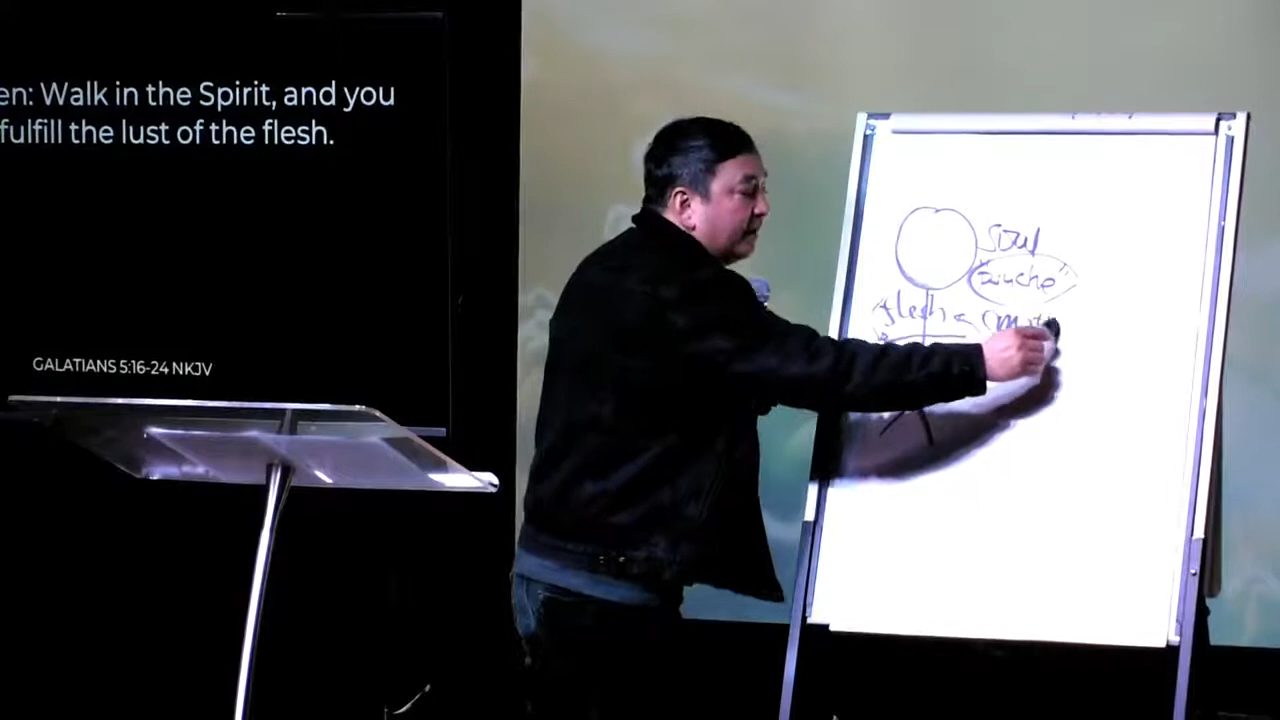 en: Walk in the Spirit, and you
fulfill the lust of the flesh.
GALATIANS 5:16-24 NKJV
Soul
flesh